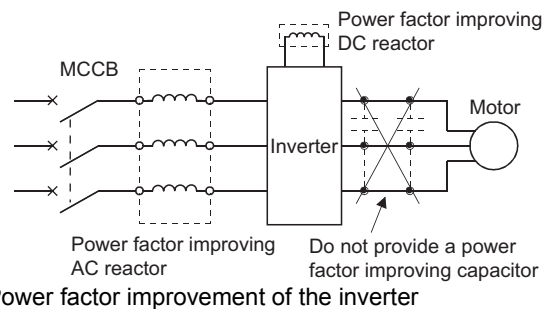 Power factor improving
DC reactor
MCCB
Motor
Inverter
Power factor improving
AC reactor
Do not provide a power
factor improving capacitor
Power factor improvement of the inverter